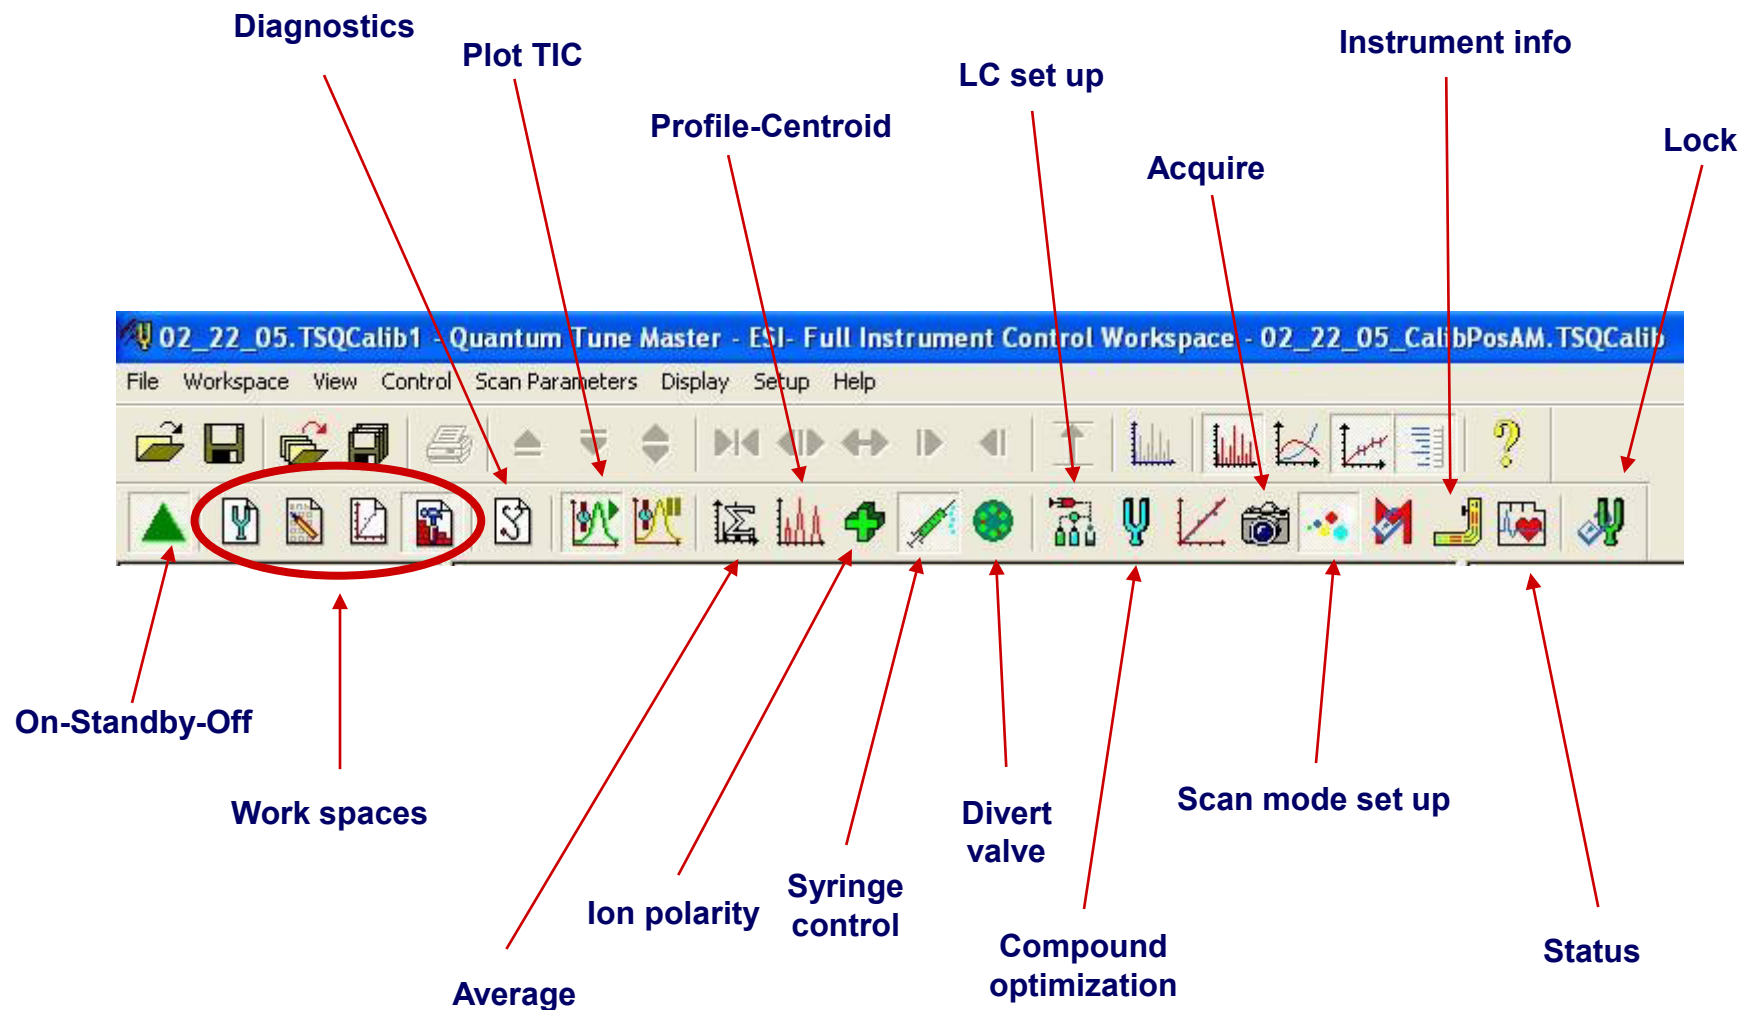 Diagnostics
Plot TIC
Instrument info
LC set up
Profile-Centroid
Acquire
Lock
02_22_05.TSQCalib1 - Quantum Tune Master - ESI- Full Instrument Control Workspace - 02_22_05_CalibPosAM.TSQCalib
File Workspace View Control Scan Parameters Display Setup Help
On-Standby-Off
Work spaces
Scan mode set up
Divert
valve
Ion polarity
Syringe
control
Compound
optimization
Status
Average